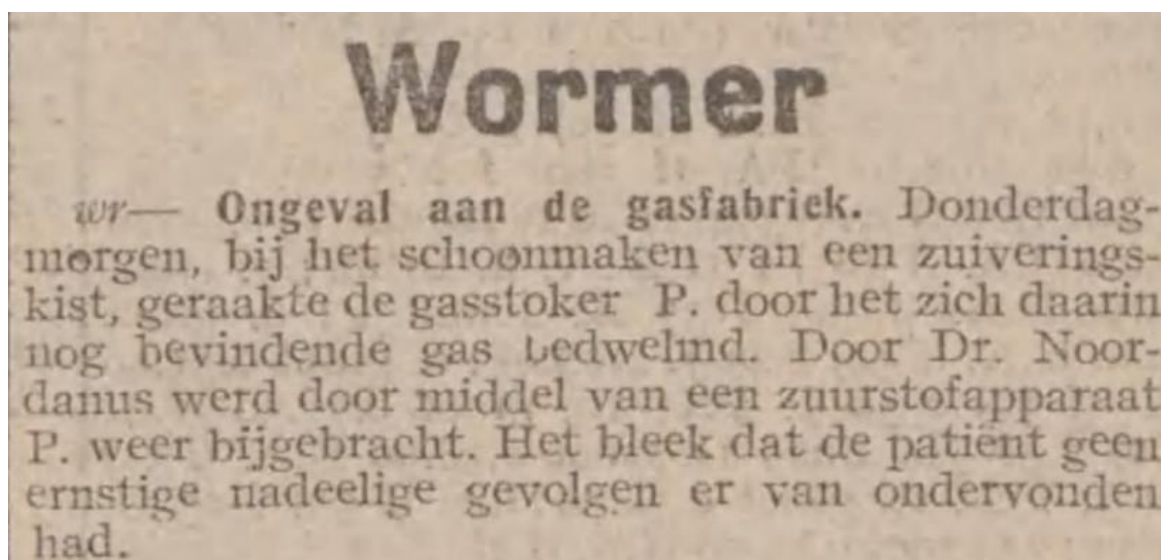 Wormer
wr— Ongeval aan de gasfabriek. Donderdag-
morgen, bij het schoonmaken van een zuiverings-
kist, geraakte de gasstoker P. door het zich daarin
nog bevindende gas bedwelmd. Door Dr. Noor-
danus werd door middel van een zuurstofapparaat
P. weer bijgebracht. Het bleek dat de patiënt geen
ernstige nadeelige gevolgen er van ondervonden
had.